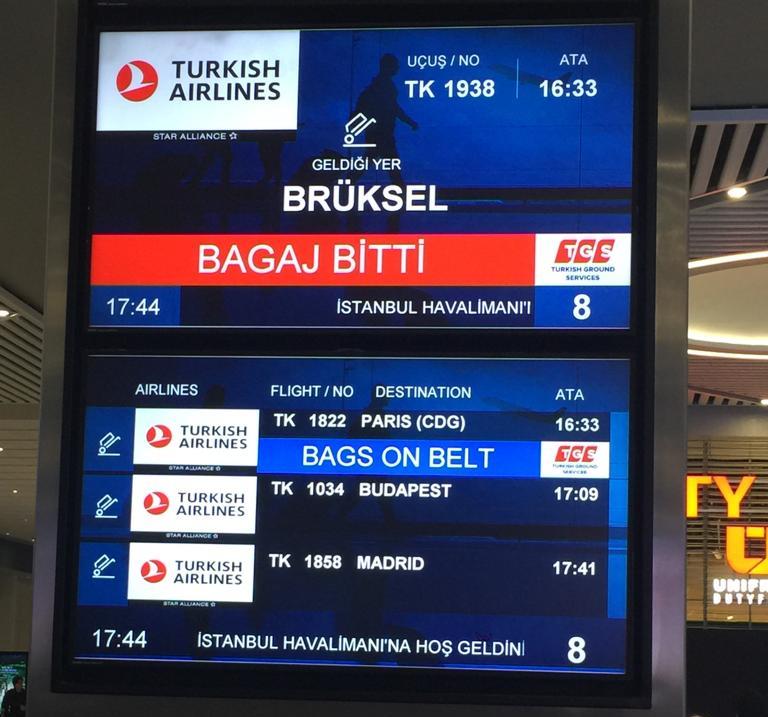 TURKISH AIRLINES
STAR ALLIANCE
UÇUŞ / NO
ATA
TK 1938
16:33
GELDİĞİ YER
BRÜKSEL
BAGAJ BİTTİ
TGS
TURKISH GROUND SERVICES
17:44
İSTANBUL HAVALİMANI'I
8
AIRLINES
FLIGHT / NO
DESTINATION
ATA
TURKISH AIRLINES
STAR ALLIANCE
TK 1822 PARIS (CDG)
16:33
BAGS ON BELT
TGS
TURKISH GROUND SERVICES
TURKISH AIRLINES
STAR ALLIANCE
TK 1034 BUDAPEST
17:09
TURKISH AIRLINES
STAR ALLIANCE
TK 1858 MADRID
17:41
17:44
İSTANBUL HAVALİMANI'NA HOŞ GELDİNİ
8
TY
UNIFR
DUTYF